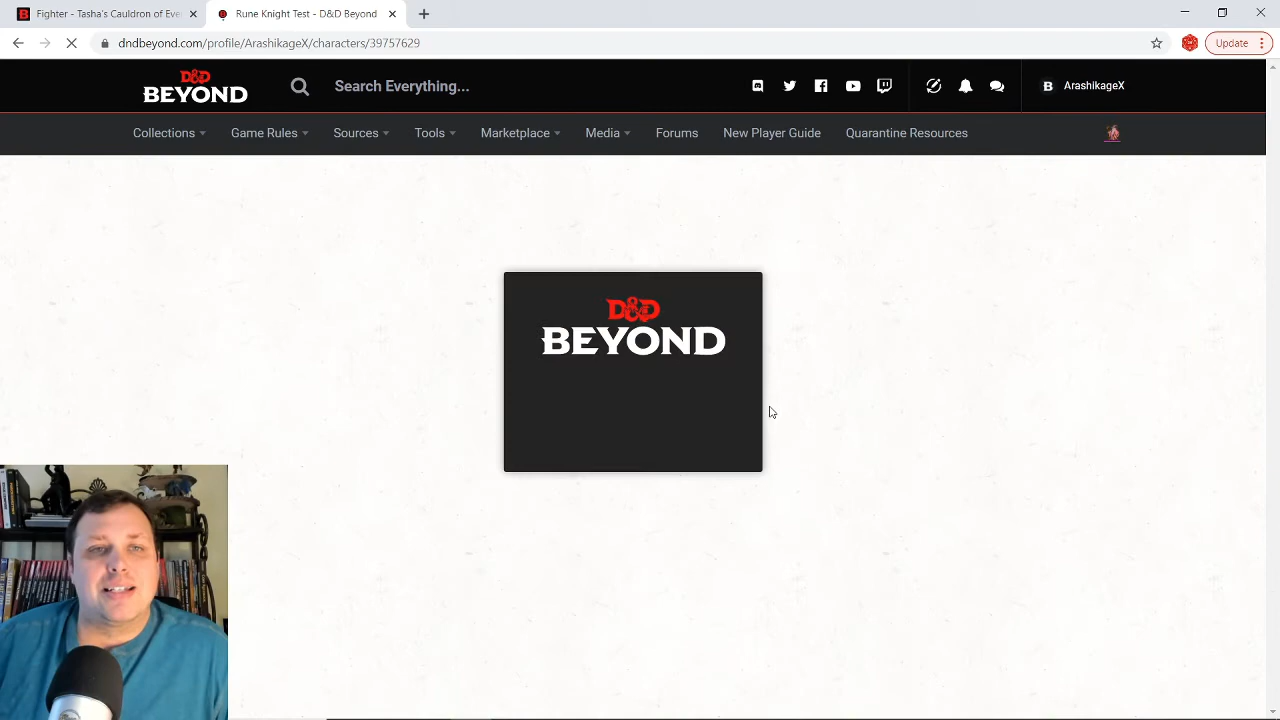 Fighter - Tasha's Cauldron of Eve
Rune Knight Test - D&D Beyond
dndbeyond.com/profile/ArashikageX/characters/39757629
Update
D&D
BEYOND
Search Everything...
B
ArashikageX
Collections
Game Rules
Sources
Tools
Marketplace
Media
Forums
New Player Guide
Quarantine Resources
D&D
BEYOND